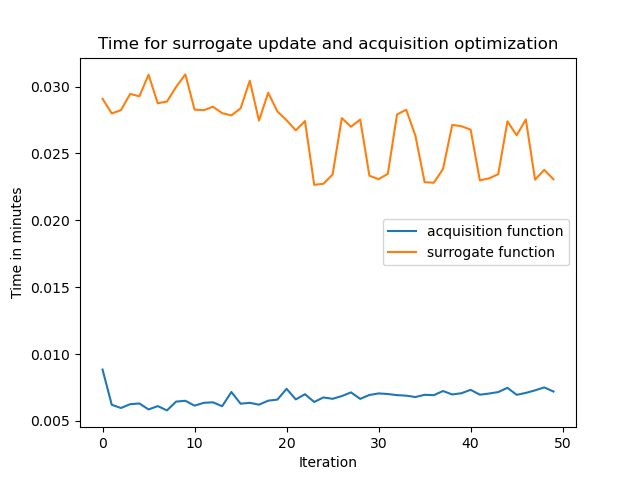 Time for surrogate update and acquisition optimization
0.030
0.025
0.020
0.015
0.010
0.005
Time in minutes
acquisition function
surrogate function
0 10 20 30 40 50
Iteration